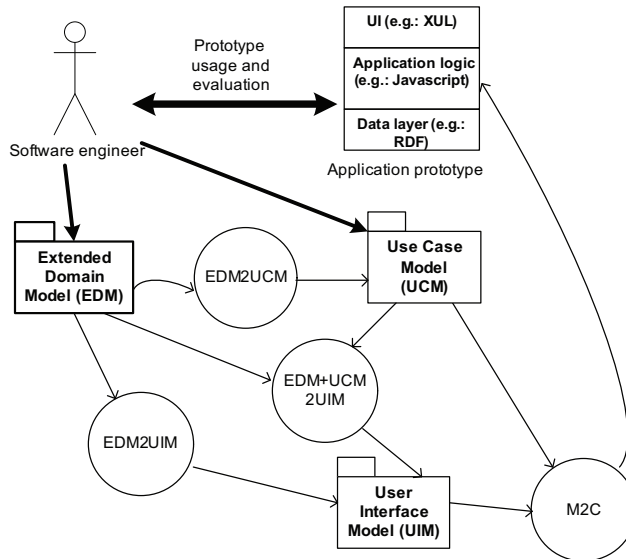 UI (e.g.: XUL)
Prototype
usage and
evaluation
Application logic
(e.g.: Javascript)
Data layer (e.g.:
RDF)
Software engineer
Application prototype
Extended
Domain
Model (EDM)
EDM2UCM
Use Case
Model
(UCM)
EDM+UCM
2UIM
EDM2UIM
User
Interface
Model (UIM)
M2C